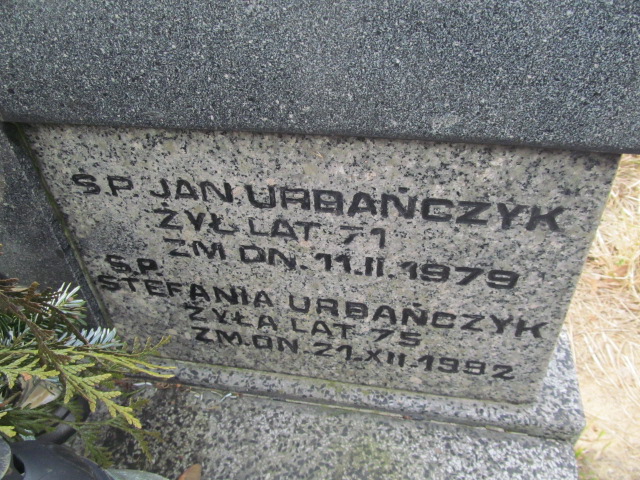 Ś.P. JAN URBAŃCZYK
ŻYŁ LAT 71
ZM DN. 11.II.1979
Ś.P.
STEFANIA URBAŃCZYK
ŻYŁA LAT 75
ZM.DN.21.XII.1992